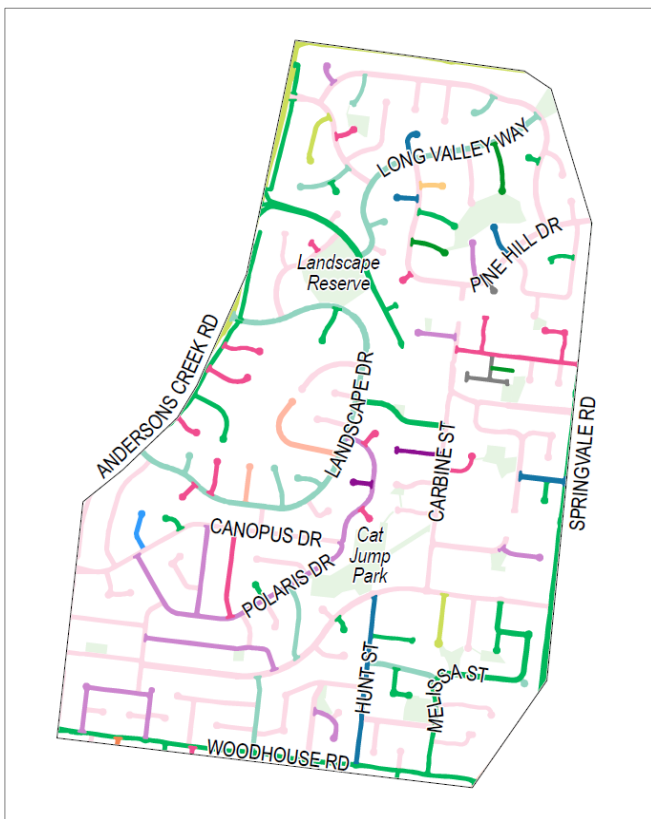 LONG VALLEY WAY
PINE HILL DR
Landscape
Reserve
ANDERSONS CREEK RD
LANDSCAPE DR
CARBINE ST
SPRINGVALE RD
CANOPUS DR
Cat
Jump
Park
POLARIS DR
HUNT ST
MELISSA ST
WOODHOUSE RD